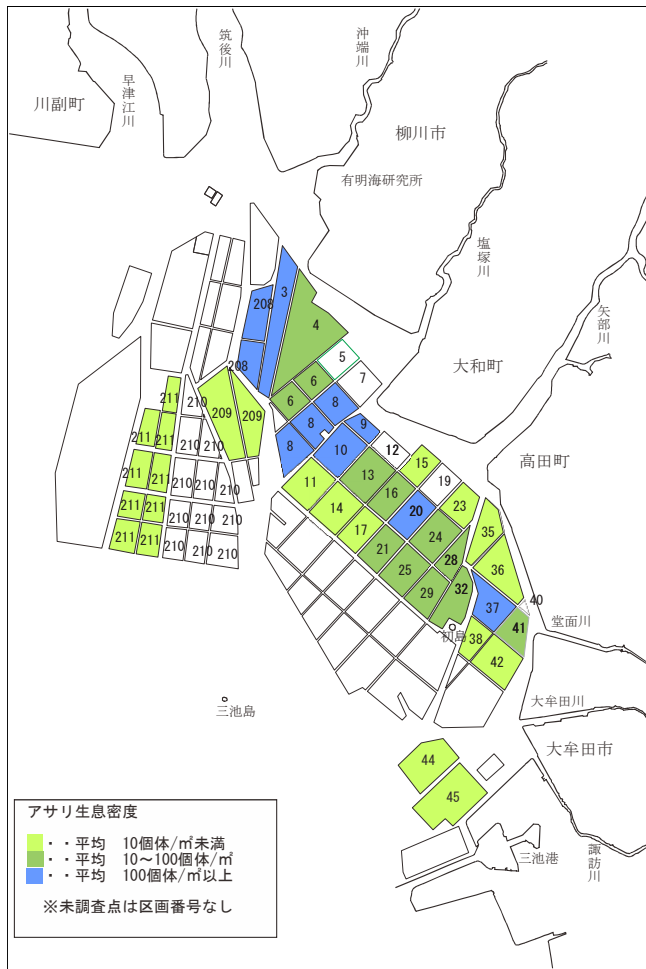 筑後川
沖端川
早津江川
川副町
柳川市
有明海研究所
塩塚川
矢部川
大和町
高田町
3
208
4
5
6
7
208
6
8
8
9
211
210
209
209
8
10
12
211
211
210
210
13
15
19
11
16
20
23
211
211
210
210
210
14
17
24
35
211
211
210
210
210
21
28
36
25
211
211
210
210
210
29
32
37
40
41
堂面川
初島
38
42
大牟田川
三池島
大牟田市
44
45
三池港
諏訪川
アサリ生息密度
・・平均 10個体/㎡未満
・・平均 10～100個体/㎡
・・平均 100個体/㎡以上
※未調査点は区画番号なし